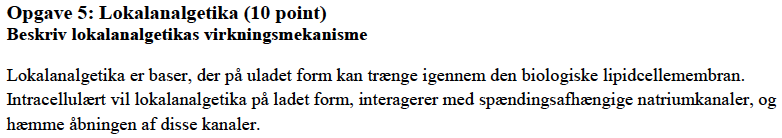 Opgave 5: Lokalanalgetika (10 point)
Beskriv lokalanalgetikas virkningsmekanisme
Lokalanalgetika er baser, der på uladet form kan trænge igennem den biologiske lipidcellemembran.
Intracellulært vil lokalanalgetika på ladet form, interagerer med spændingsafhængige natriumkanaler, og
hæmme åbningen af disse kanaler.